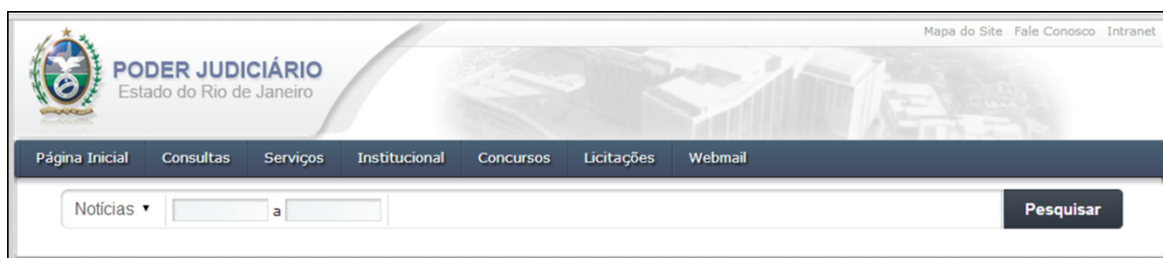 Mapa do Site Fale Conosco Intranet
PODER JUDICIÁRIO
Estado do Rio de Janeiro
Página Inicial Consultas Serviços Institucional Concursos Licitações Webmail
Notícias a Pesquisar